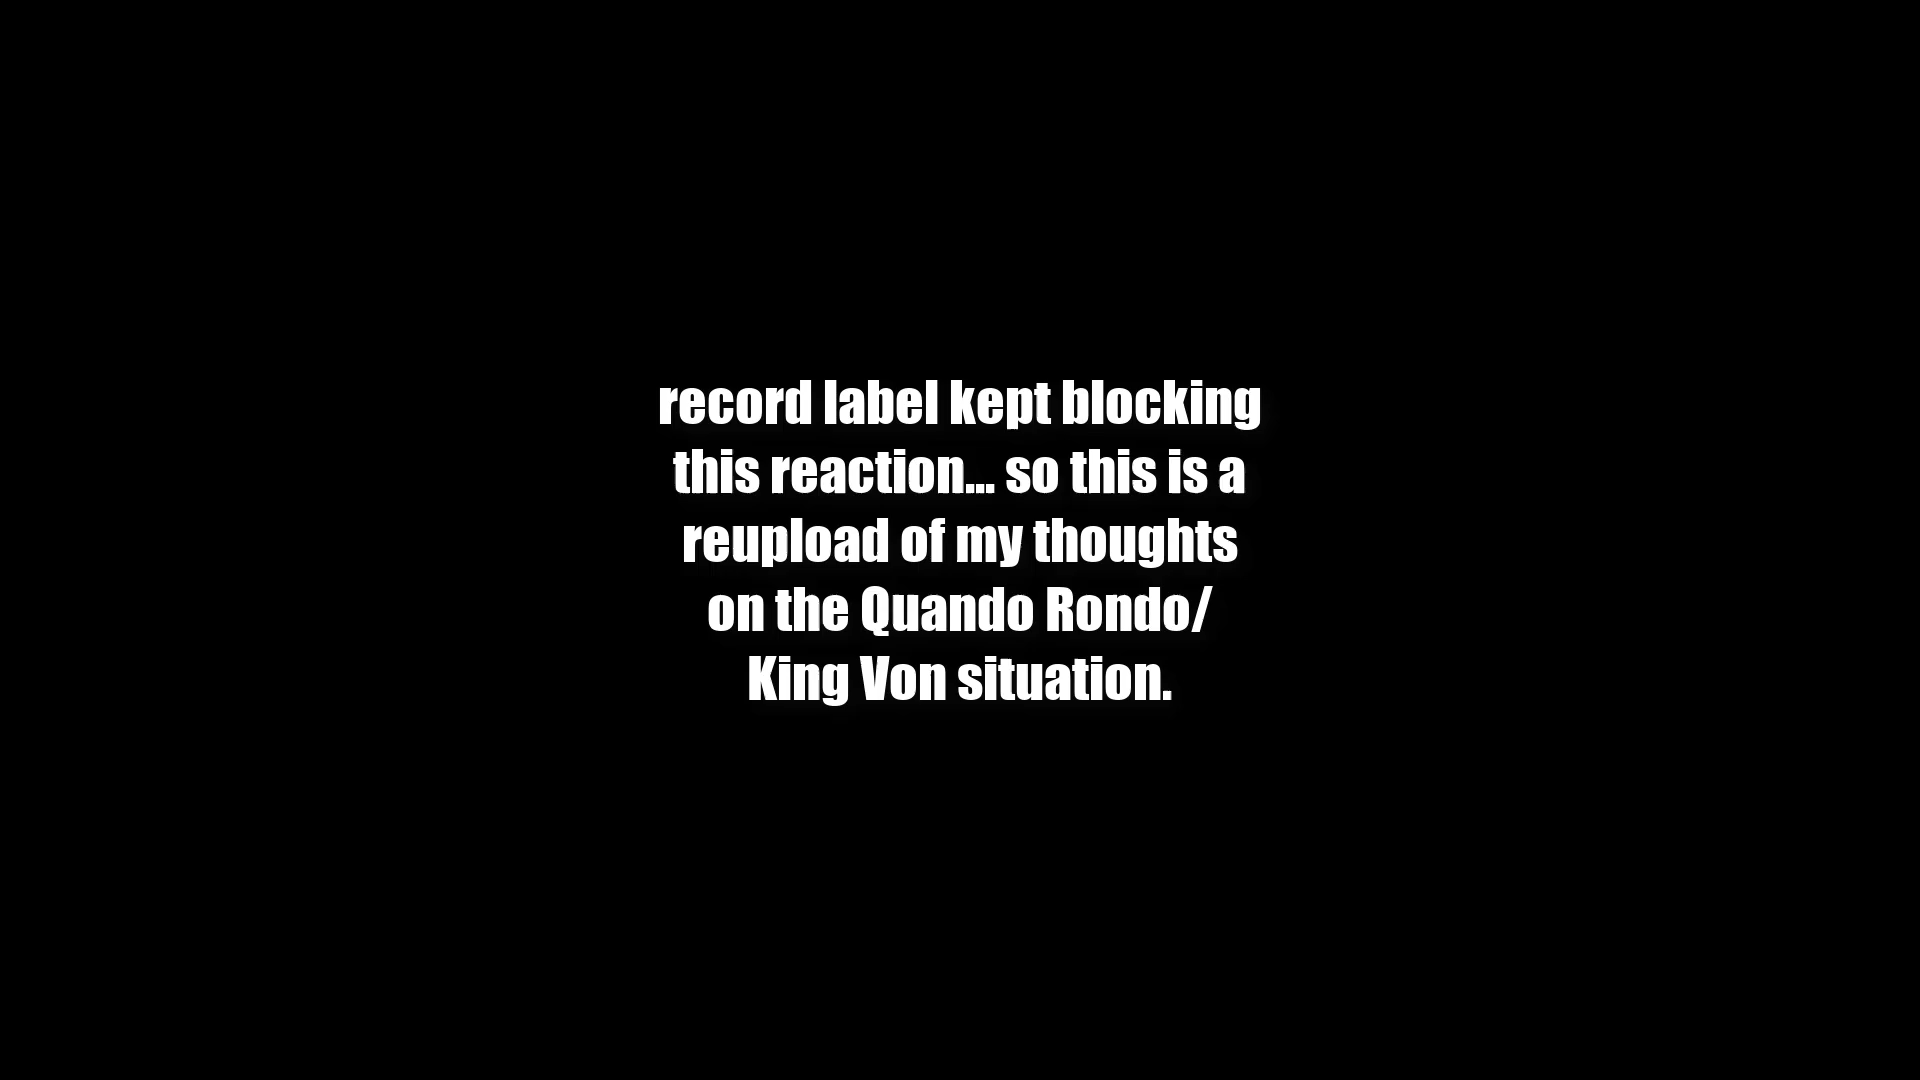 record label kept blocking
this reaction... so this is a
reupload of my thoughts
on the Quando Rondo/
King Von situation.